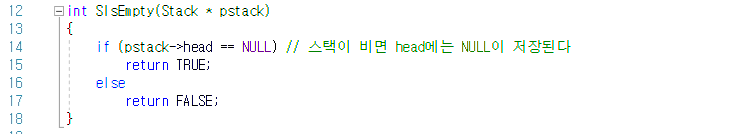 12 int SIsEmpty(Stack * pstack)
13 {
14 if (pstack->head == NULL) // 스택이 비면 head에는 NULL이 저장된다
15 return TRUE;
16 else
17 return FALSE;
18 }